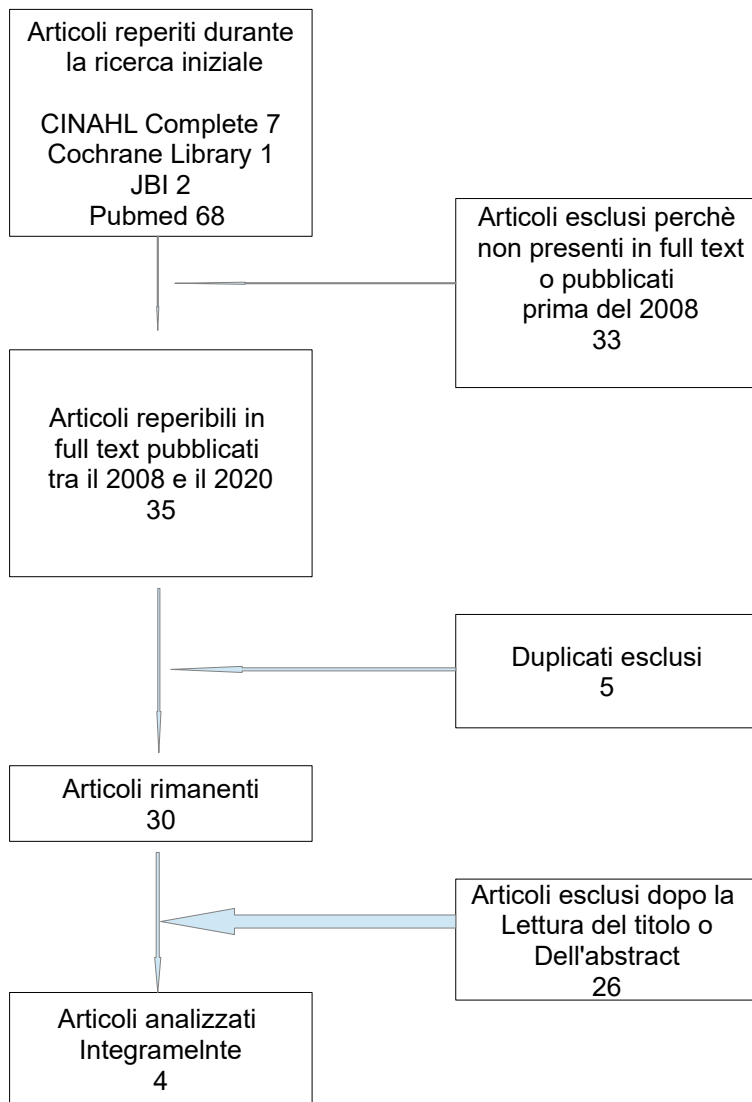 Articoli reperiti durante
la ricerca iniziale
CINAHL Complete 7
Cochrane Library 1
JBI 2
Pubmed 68
Articoli esclusi perchè
non presenti in full text
o pubblicati
prima del 2008
33
Articoli reperibili in
full text pubblicati
tra il 2008 e il 2020
35
Duplicati esclusi
5
Articoli rimanenti
30
Articoli esclusi dopo la
Lettura del titolo o
Dell'abstract
26
Articoli analizzati
Integramelnte
4